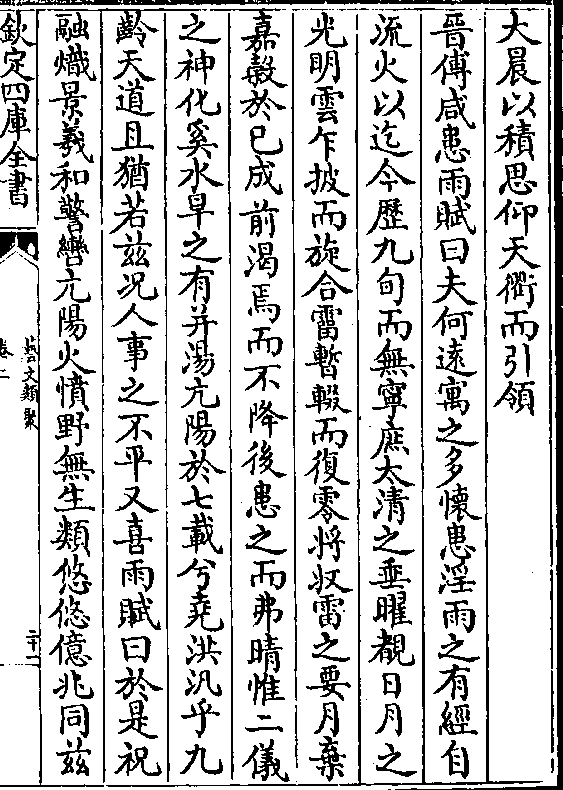 大晨以積思仰天衢而引領
晉傅咸患雨賦曰夫何遠寓之多懷患淫雨之有經自
流火以迄今歷九旬而無寧庶太清之垂曜覩日月之
光明雲乍披而旋合霤暫輟而復零將收雷之要月棄
嘉穀於已成前渴焉而不降後患之而弗晴惟二儀
之神化奚水旱之有并湯亢陽於七載兮堯洪汎乎九
齡天道且猶若兹況人事之不平又喜雨賦曰於是祝
融熾景義和警轡亢陽火憤野無生類悠悠億兆同兹
欽定四庫全書
藝文類聚
卷二
二十二